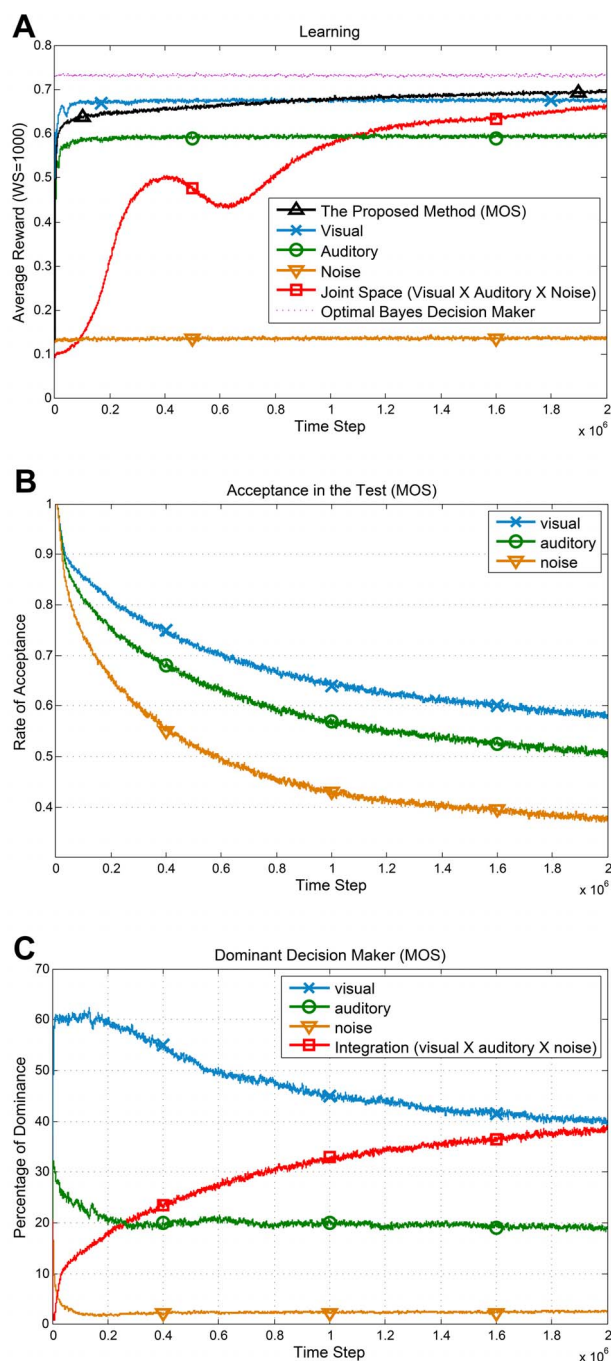 A
Learning
0.8
0.7
0.6
0.5
0.4
0.3
0.2
0.1
0
Average Reward (WS=1000)
The Proposed Method (MOS)
Visual
Auditory
Noise
Joint Space (Visual X Auditory X Noise)
Optimal Bayes Decision Maker
0 0.2 0.4 0.6 0.8 1 1.2 1.4 1.6 1.8 2
Time Step
x 10^6
B
Acceptance in the Test (MOS)
1
0.9
0.8
0.7
0.6
0.5
0.4
Rate of Acceptance
visual
auditory
noise
0 0.2 0.4 0.6 0.8 1 1.2 1.4 1.6 1.8 2
Time Step
x 10^6
C
Dominant Decision Maker (MOS)
70
60
50
40
30
20
10
0
Percentage of Dominance
visual
auditory
noise
Integration (visual X auditory X noise)
0 0.2 0.4 0.6 0.8 1 1.2 1.4 1.6 1.8 2
Time Step
x 10^6